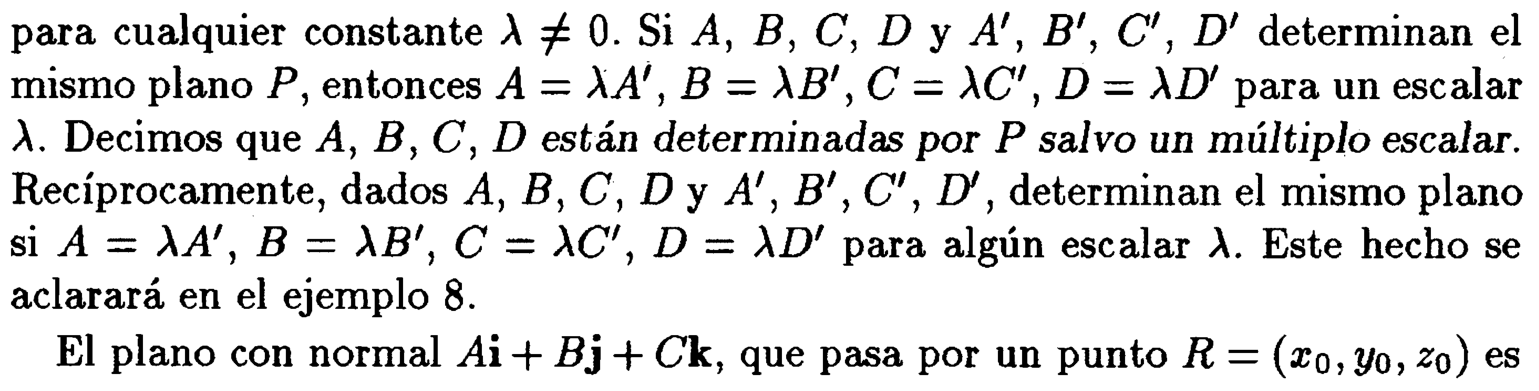 para cualquier constante λ ≠ 0. Si A, B, C, D y A′, B′, C′, D′ determinan el
mismo plano P, entonces A = λA′, B = λB′, C = λC′, D = λD′ para un escalar
λ. Decimos que A, B, C, D están determinadas por P salvo un múltiplo escalar.
Recíprocamente, dados A, B, C, D y A′, B′, C′, D′, determinan el mismo plano
si A = λA′, B = λB′, C = λC′, D = λD′ para algún escalar λ. Este hecho se
aclarará en el ejemplo 8.
El plano con normal Ai + Bj + Ck, que pasa por un punto R = (x₀, y₀, z₀) es